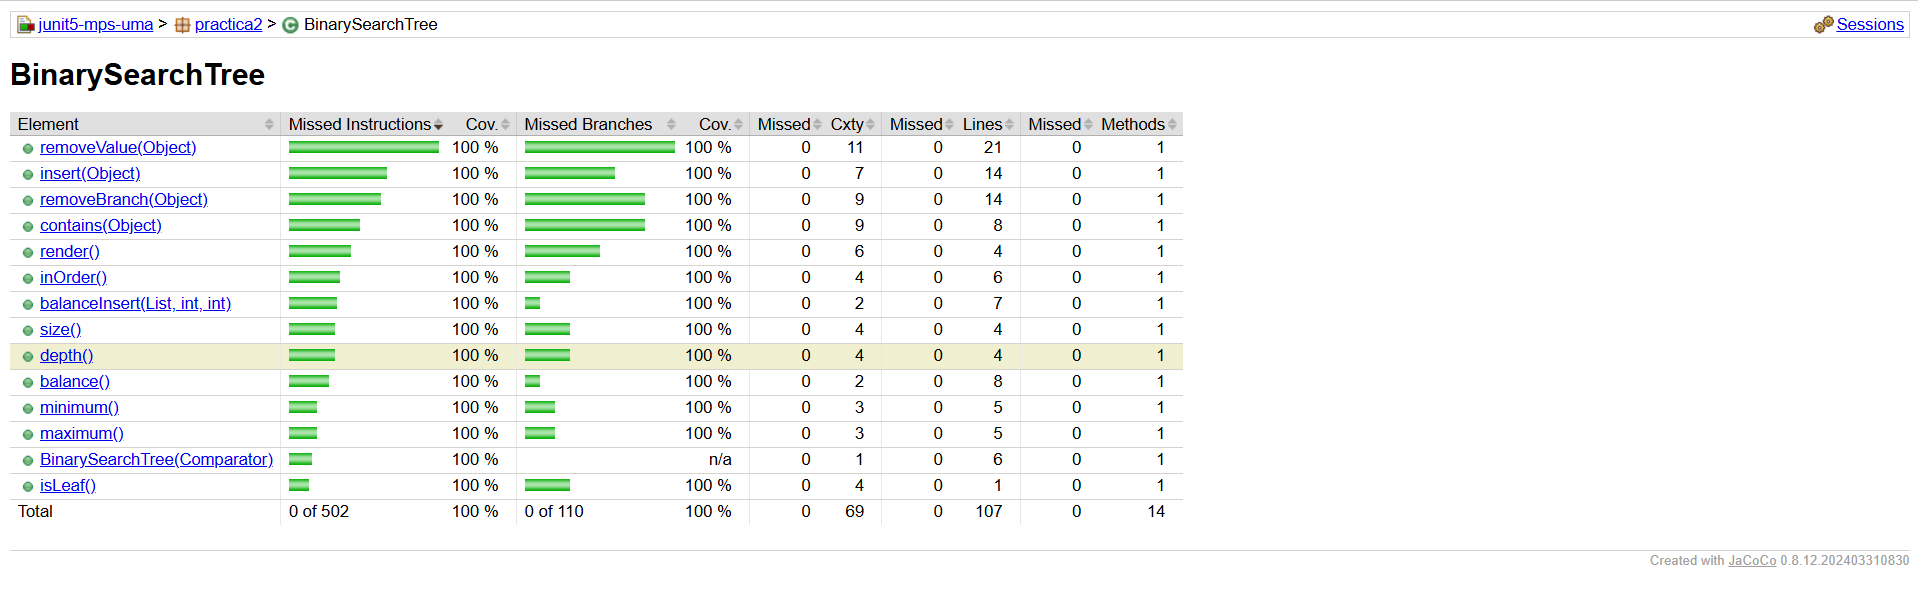 junit5-mps-uma > practica2 > BinarySearchTree Sessions
BinarySearchTree
Element Missed Instructions Cov. Missed Branches Cov. Missed Cxty Missed Lines Missed Methods
removeValue(Object) 100 % 100 % 0 11 0 21 0 1
insert(Object) 100 % 100 % 0 7 0 14 0 1
removeBranch(Object) 100 % 100 % 0 9 0 14 0 1
contains(Object) 100 % 100 % 0 9 0 8 0 1
render() 100 % 100 % 0 6 0 4 0 1
inOrder() 100 % 100 % 0 4 0 6 0 1
balanceInsert(List, int, int) 100 % 100 % 0 2 0 7 0 1
size() 100 % 100 % 0 4 0 4 0 1
depth() 100 % 100 % 0 4 0 4 0 1
balance() 100 % 100 % 0 2 0 8 0 1
minimum() 100 % 100 % 0 3 0 5 0 1
maximum() 100 % 100 % 0 3 0 5 0 1
BinarySearchTree(Comparator) 100 % n/a 0 1 0 6 0 1
isLeaf() 100 % 100 % 0 4 0 1 0 1
Total 0 of 502 100 % 0 of 110 100 % 0 69 0 107 0 14
Created with JaCoCo 0.8.12.202403310830